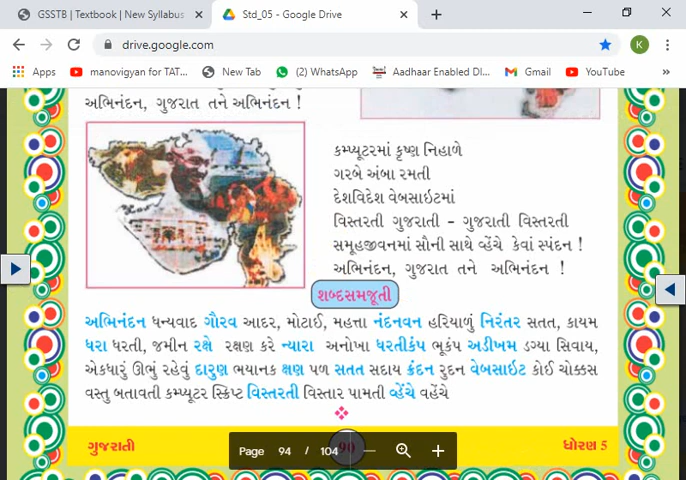 GSSTB | Textbook | New Syllabus
Std_05 - Google Drive
drive.google.com
K
Apps
manovigyan for TAT...
New Tab
(2) WhatsApp
Aadhaar Enabled DI...
Gmail
YouTube
અભિનંદન, ગુજરાત તને અભિનંદન !
કમ્પ્યૂટરમાં કૃષ્ણ નિહાળે
ગરબે અંબા રમતી
દેશવિદેશ વેબસાઇટમાં
વિસ્તરતી ગુજરાતી - ગુજરાતી વિસ્તરતી
સમૂહજીવનમાં સૌની સાથે વ્હેંચે કેવાં સ્પંદન !
અભિનંદન, ગુજરાત તને અભિનંદન !
શબ્દસમજૂતી
અભિનંદન ધન્યવાદ ગૌરવ આદર, મોટાઈ, મહત્તા નંદનવન હરિયાળું નિરંતર સતત, કાયમ
ધરા ધરતી, જમીન રક્ષે રક્ષણ કરે ન્યારા અનોખા ધરતીકંપ ભૂકંપ અડીખમ ડગ્યા સિવાય,
એકધારું ઊભું રહેવું દારુણ ભયાનક ક્ષણ પળ સતત સદાય ક્રંદન રુદન વેબસાઇટ કોઈ ચોક્કસ
વસ્તુ બતાવતી કમ્પ્યૂટર સ્ક્રિપ્ટ વિસ્તરતી વિસ્તાર પામતી વ્હેંચે વહેંચે
ગુજરાતી
90
ધોરણ 5
Page 94 / 104